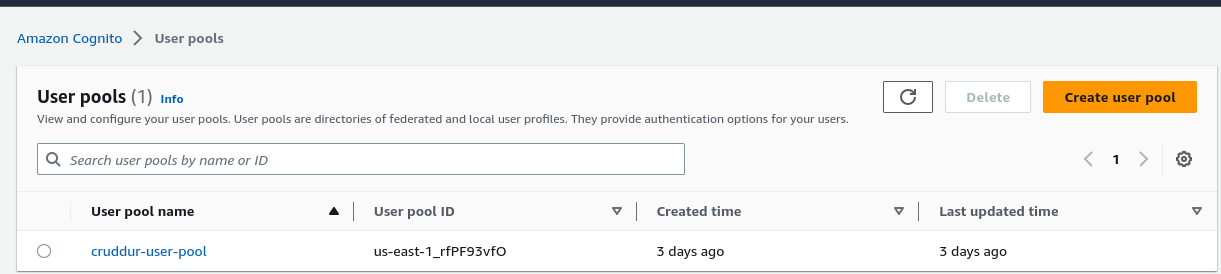 Amazon Cognito > User pools
User pools (1) Info
Delete
Create user pool
View and configure your user pools. User pools are directories of federated and local user profiles. They provide authentication options for your users.
Search user pools by name or ID
1
User pool name User pool ID Created time Last updated time
cruddur-user-pool us-east-1_rfPF93vfO 3 days ago 3 days ago